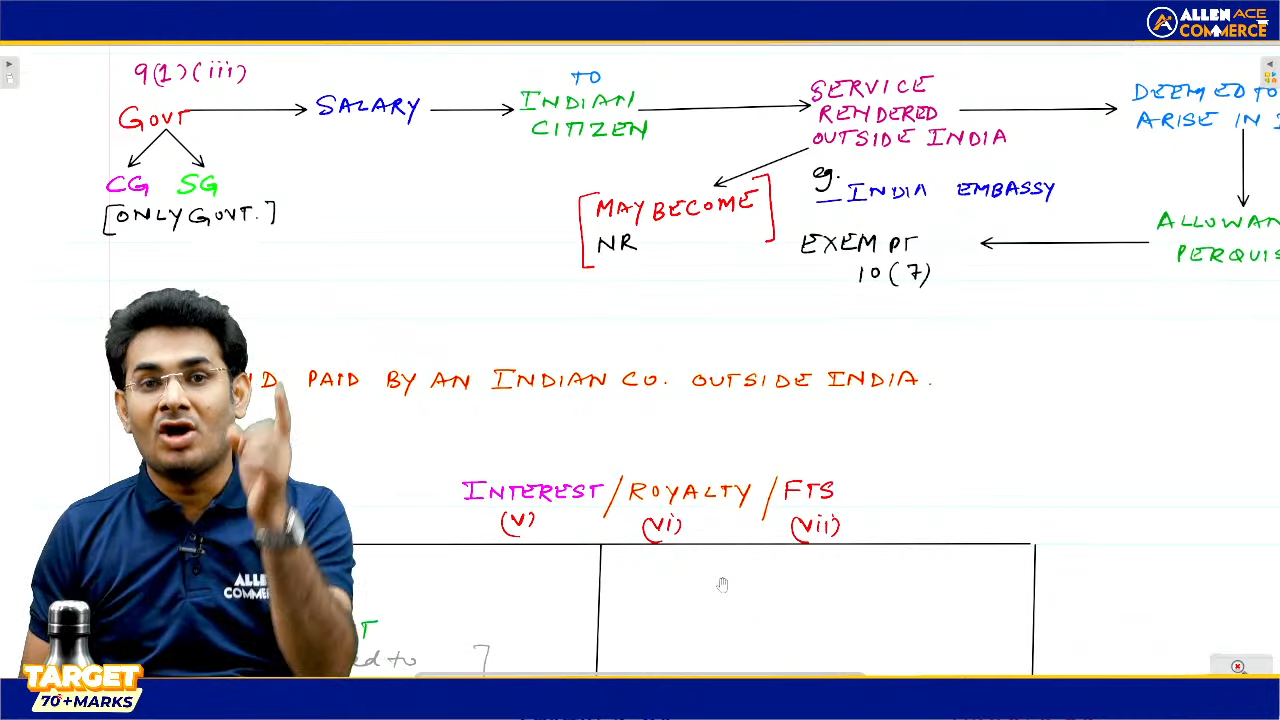 ALLEN ACE
COMMERCE
9(1)(iii)
GOVT
SALARY
TO
INDIAN
CITIZEN
SERVICE
RENDERED
OUTSIDE INDIA
DEEMED TO
ARISE IN
CG SG
[ONLY GOVT.]
[MAY BECOME]
NR
eg. INDIA EMBASSY
EXEMPT
10(7)
PAID BY AN INDIAN CO. OUTSIDE INDIA.
INTEREST / ROYALTY / FTS
(v) (vi) (vii)
TARGET
70+MARKS